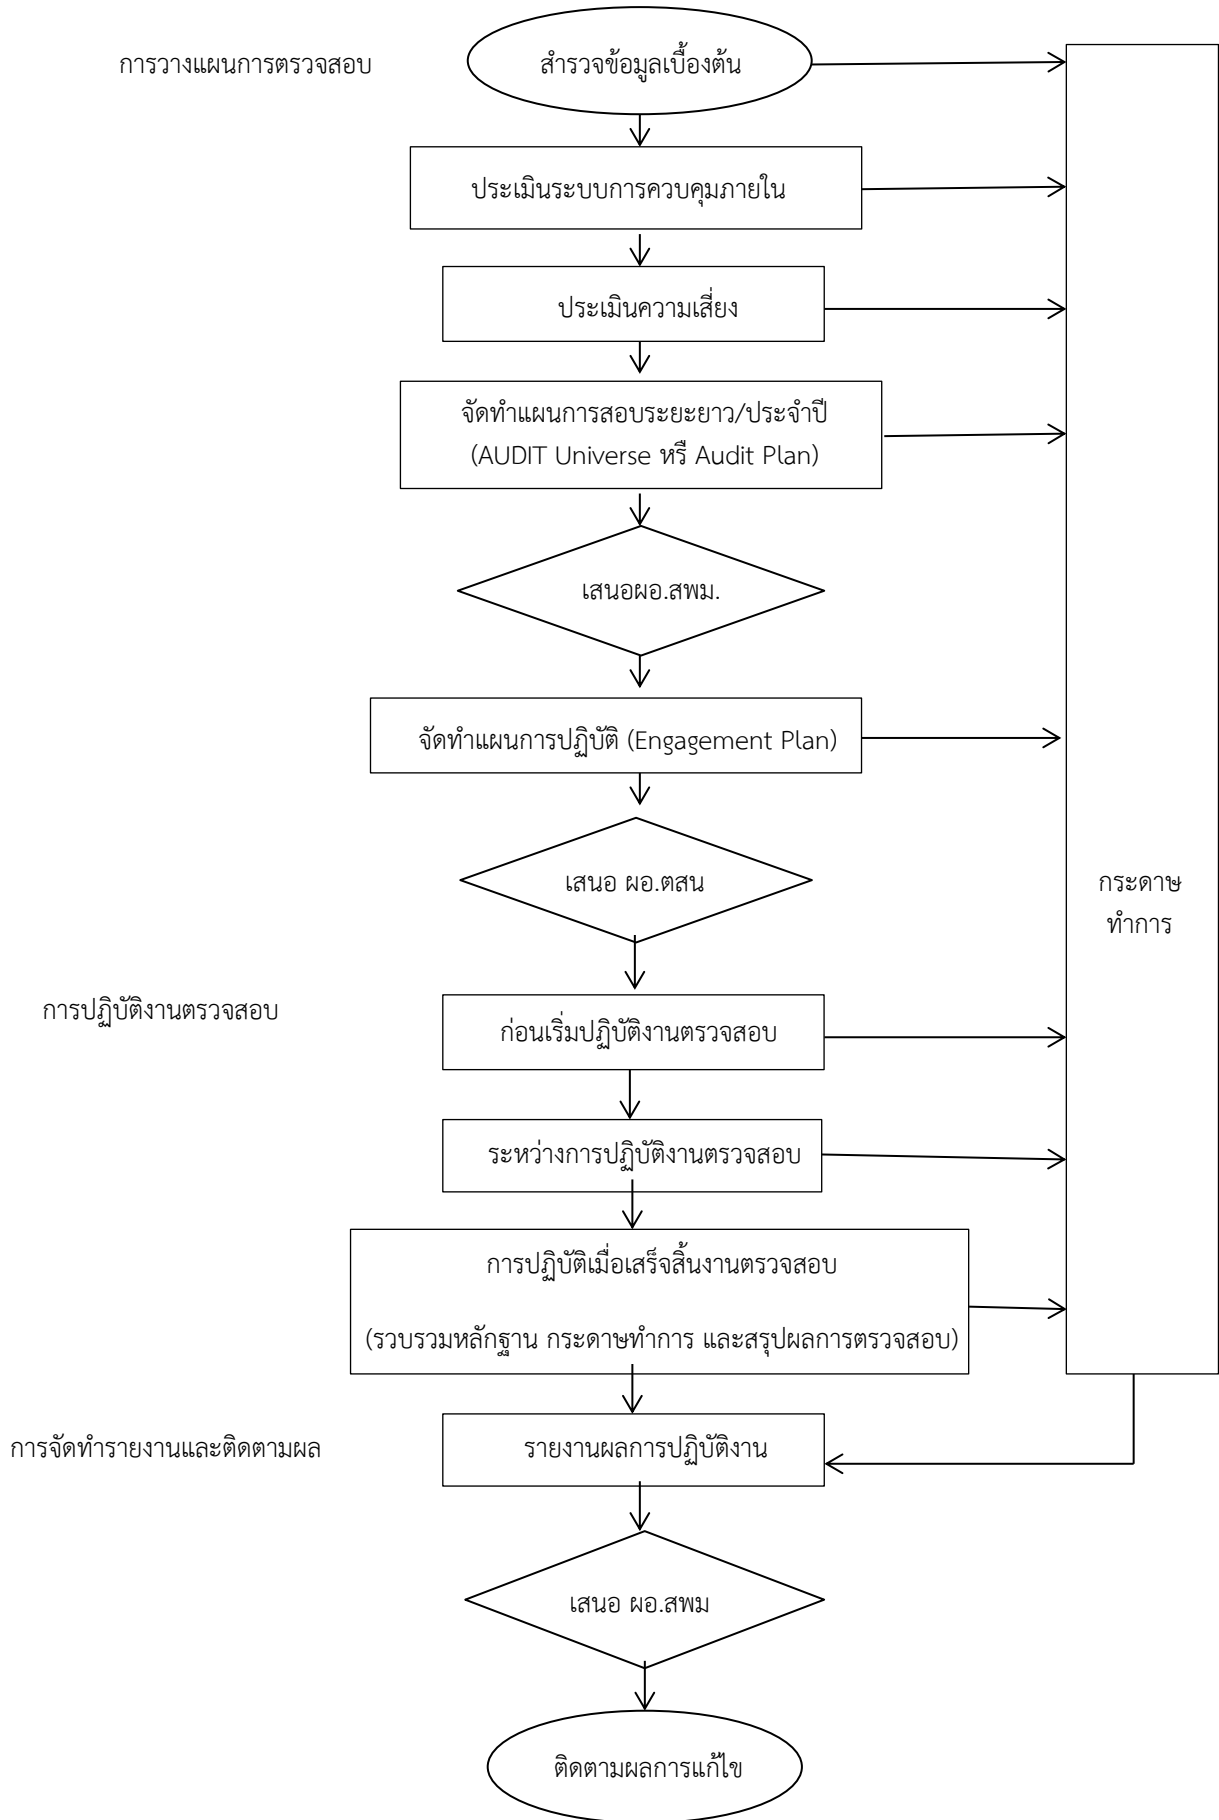 การวางแผนการตรวจสอบ
สำรวจข้อมูลเบื้องต้น
ประเมินระบบการควบคุมภายใน
ประเมินความเสี่ยง
จัดทำแผนการสอบระยะยาว/ประจำปี
(AUDIT Universe หรื Audit Plan)
เสนอผอ.สพม.
จัดทำแผนการปฏิบัติ (Engagement Plan)
เสนอ ผอ.ตสน
กระดาษ
ทำการ
การปฏิบัติงานตรวจสอบ
ก่อนเริ่มปฏิบัติงานตรวจสอบ
ระหว่างการปฏิบัติงานตรวจสอบ
การปฏิบัติเมื่อเสร็จสิ้นงานตรวจสอบ
(รวบรวมหลักฐาน กระดาษทำการ และสรุปผลการตรวจสอบ)
การจัดทำรายงานและติดตามผล
รายงานผลการปฏิบัติงาน
เสนอ ผอ.สพม
ติดตามผลการแก้ไข